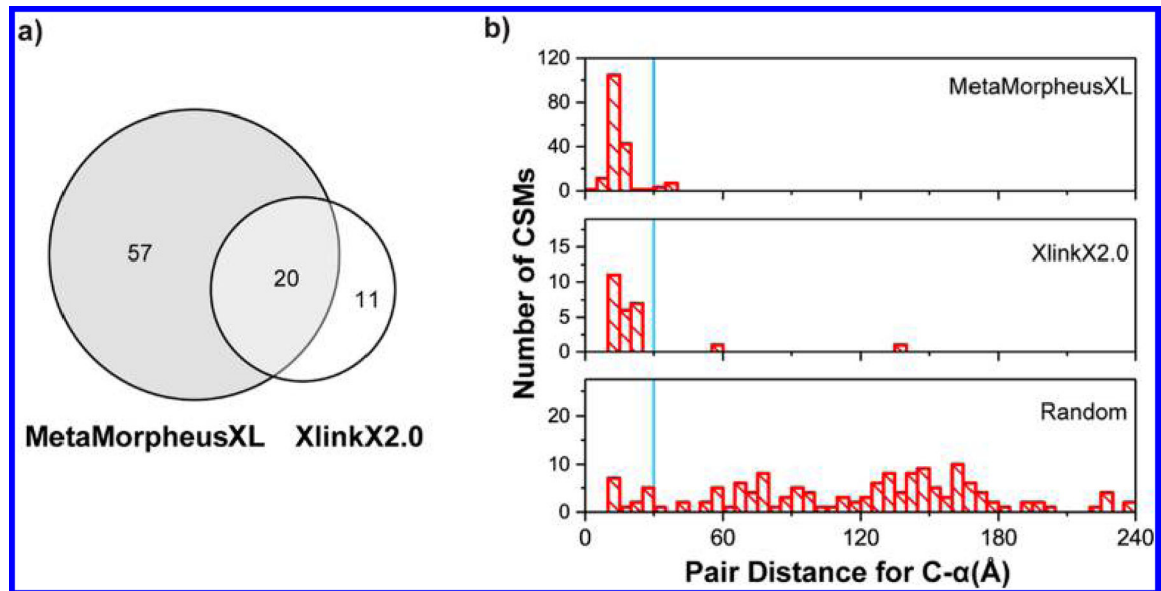 a)
57
20
11
MetaMorpheusXL
XlinkX2.0
b)
Number of CSMs
120
80
40
0
MetaMorpheusXL
15
10
5
0
XlinkX2.0
20
10
0
Random
0
60
120
180
240
Pair Distance for C-α(Å)